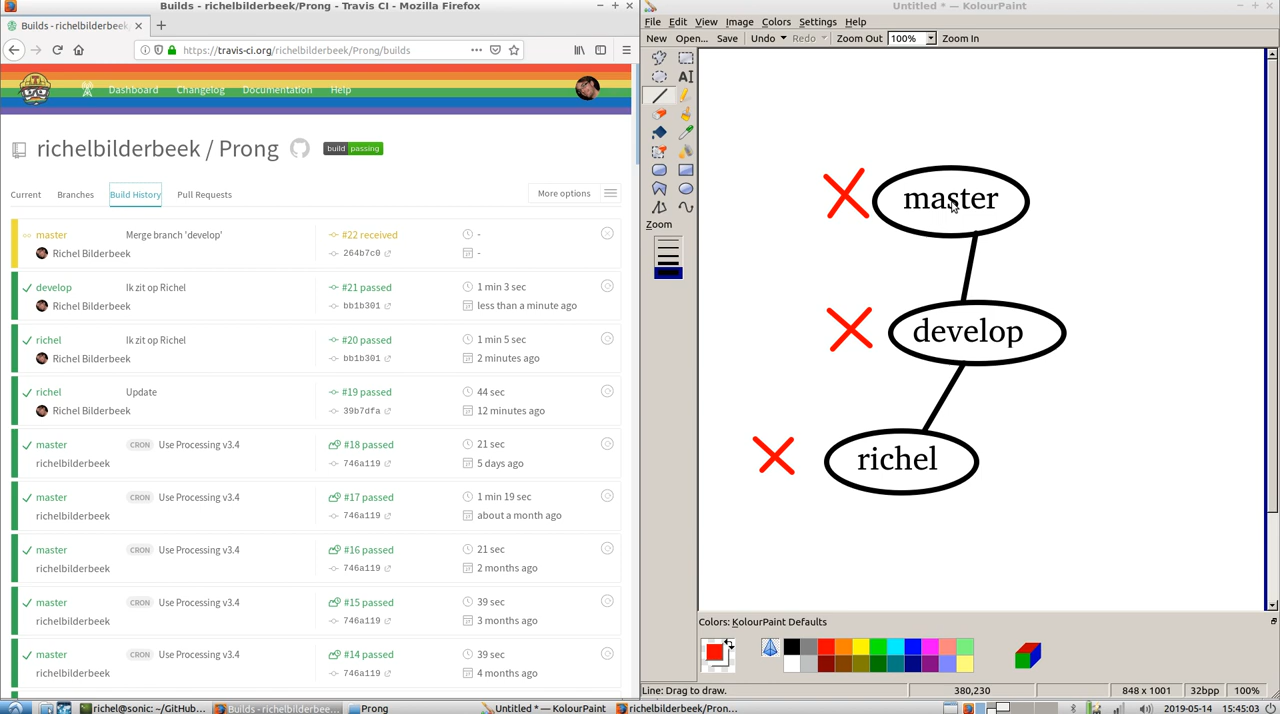 Builds - richelbilderbeek/Prong - Travis CI - Mozilla Firefox
Builds - richelbilderbeek
https://travis-ci.org/richelbilderbeek/Prong/builds
Dashboard Changelog Documentation Help
richelbilderbeek / Prong build passing
Current Branches Build History Pull Requests More options
master Merge branch 'develop' #22 received -
Richel Bilderbeek 264b7c0 -
develop Ik zit op Richel #21 passed 1 min 3 sec
Richel Bilderbeek bb1b301 less than a minute ago
richel Ik zit op Richel #20 passed 1 min 5 sec
Richel Bilderbeek bb1b301 2 minutes ago
richel Update #19 passed 44 sec
Richel Bilderbeek 39b7dfa 12 minutes ago
master CRON Use Processing v3.4 #18 passed 21 sec
richelbilderbeek 746a119 5 days ago
master CRON Use Processing v3.4 #17 passed 1 min 19 sec
richelbilderbeek 746a119 about a month ago
master CRON Use Processing v3.4 #16 passed 21 sec
richelbilderbeek 746a119 2 months ago
master CRON Use Processing v3.4 #15 passed 39 sec
richelbilderbeek 746a119 3 months ago
master CRON Use Processing v3.4 #14 passed 39 sec
richelbilderbeek 746a119 4 months ago
Untitled * — KolourPaint
File Edit View Image Colors Settings Help
New Open... Save Undo Redo Zoom Out 100% Zoom In
AI
Zoom
master
develop
richel
Colors: KolourPaint Defaults
Line: Drag to draw. 380,230 848 x 1001 32bpp 100%
richel@sonic: ~/GitHub... Builds - richelbilderbee... Prong Untitled * — KolourPaint richelbilderbeek/Pron... 2019-05-14 15:45:03